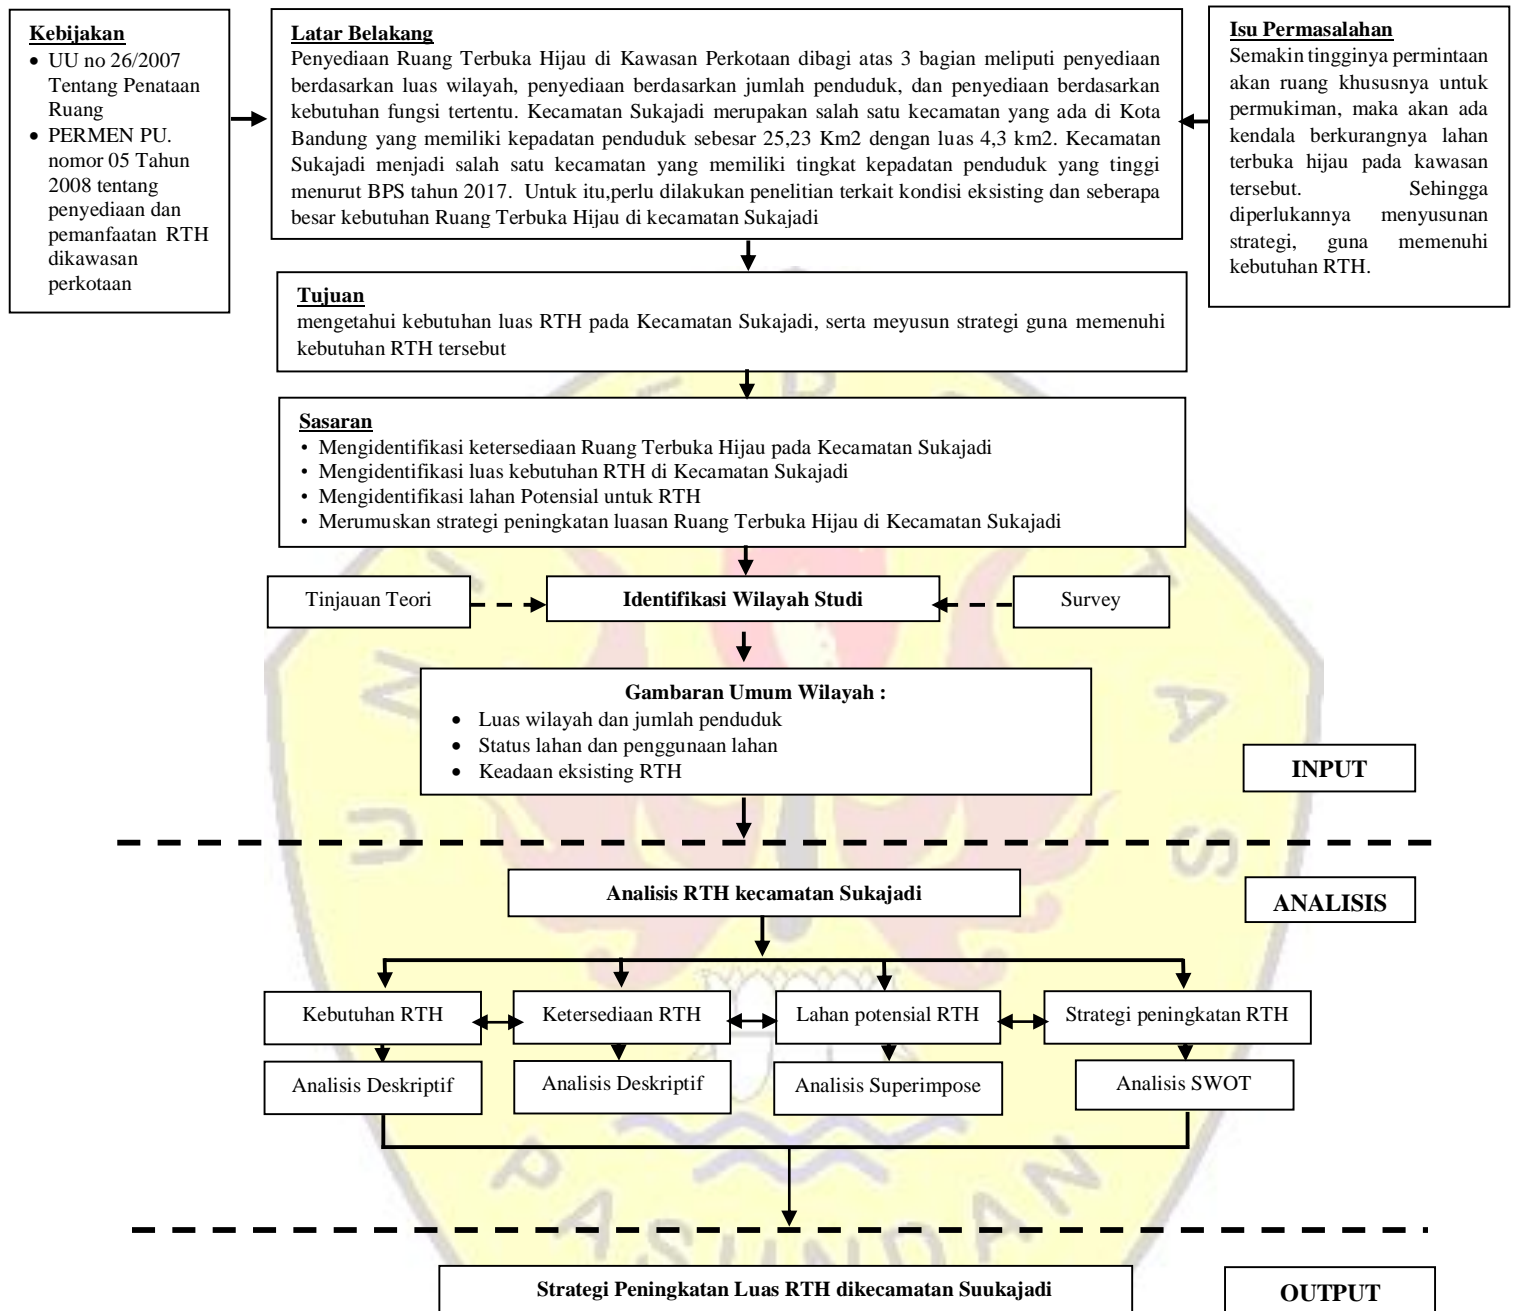 Kebijakan
• UU no 26/2007
Tentang Penataan
Ruang
• PERMEN PU.
nomor 05 Tahun
2008 tentang
penyediaan dan
pemanfaatan RTH
dikawasan
perkotaan
Latar Belakang
Penyediaan Ruang Terbuka Hijau di Kawasan Perkotaan dibagi atas 3 bagian meliputi penyediaan
berdasarkan luas wilayah, penyediaan berdasarkan jumlah penduduk, dan penyediaan berdasarkan
kebutuhan fungsi tertentu. Kecamatan Sukajadi merupakan salah satu kecamatan yang ada di Kota
Bandung yang memiliki kepadatan penduduk sebesar 25,23 Km2 dengan luas 4,3 km2. Kecamatan
Sukajadi menjadi salah satu kecamatan yang memiliki tingkat kepadatan penduduk yang tinggi
menurut BPS tahun 2017. Untuk itu,perlu dilakukan penelitian terkait kondisi eksisting dan seberapa
besar kebutuhan Ruang Terbuka Hijau di kecamatan Sukajadi
Isu Permasalahan
Semakin tingginya permintaan
akan ruang khususnya untuk
permukiman, maka akan ada
kendala berkurangnya lahan
terbuka hijau pada kawasan
tersebut. Sehingga
diperlukannya menyusunan
strategi, guna memenuhi
kebutuhan RTH.
Tujuan
mengetahui kebutuhan luas RTH pada Kecamatan Sukajadi, serta meyusun strategi guna memenuhi
kebutuhan RTH tersebut
Sasaran
• Mengidentifikasi ketersediaan Ruang Terbuka Hijau pada Kecamatan Sukajadi
• Mengidentifikasi luas kebutuhan RTH di Kecamatan Sukajadi
• Mengidentifikasi lahan Potensial untuk RTH
• Merumuskan strategi peningkatan luasan Ruang Terbuka Hijau di Kecamatan Sukajadi
Tinjauan Teori
Identifikasi Wilayah Studi
Survey
Gambaran Umum Wilayah :
• Luas wilayah dan jumlah penduduk
• Status lahan dan penggunaan lahan
• Keadaan eksisting RTH
INPUT
Analisis RTH kecamatan Sukajadi
ANALISIS
Kebutuhan RTH
Ketersediaan RTH
Lahan potensial RTH
Strategi peningkatan RTH
Analisis Deskriptif
Analisis Deskriptif
Analisis Superimpose
Analisis SWOT
PASUNDAN
Strategi Peningkatan Luas RTH dikecamatan Suukajadi
OUTPUT